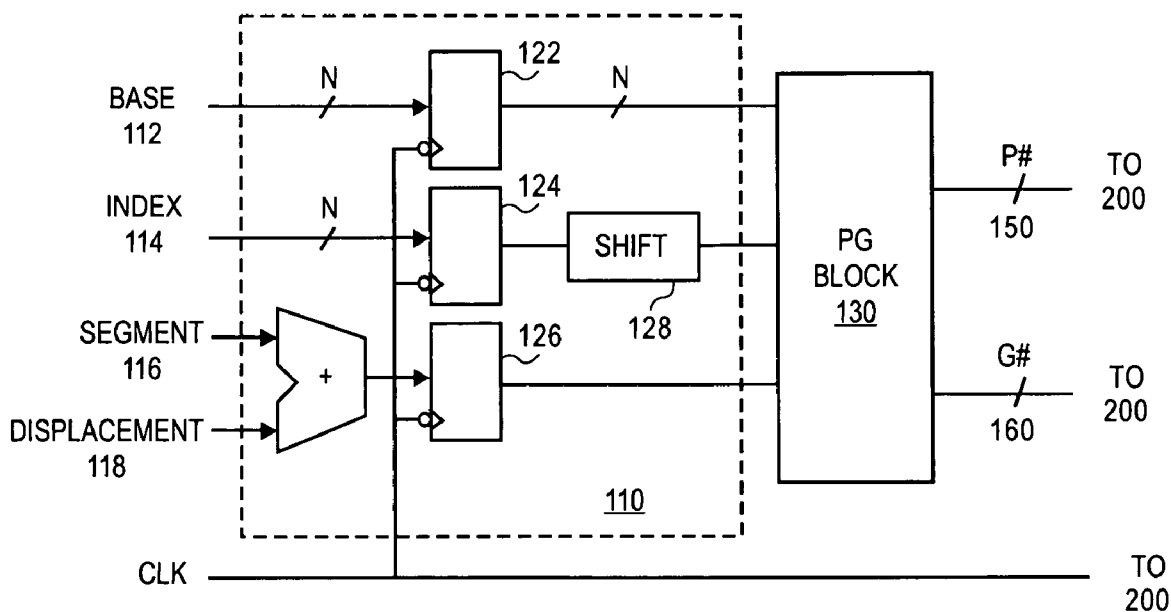 122
N
N
BASE
112
124
P#
TO
200
150
INDEX
114
N
SHIFT
128
PG
BLOCK
130
SEGMENT
116
+
126
G#
TO
200
160
DISPLACEMENT
118
110
CLK
TO
200